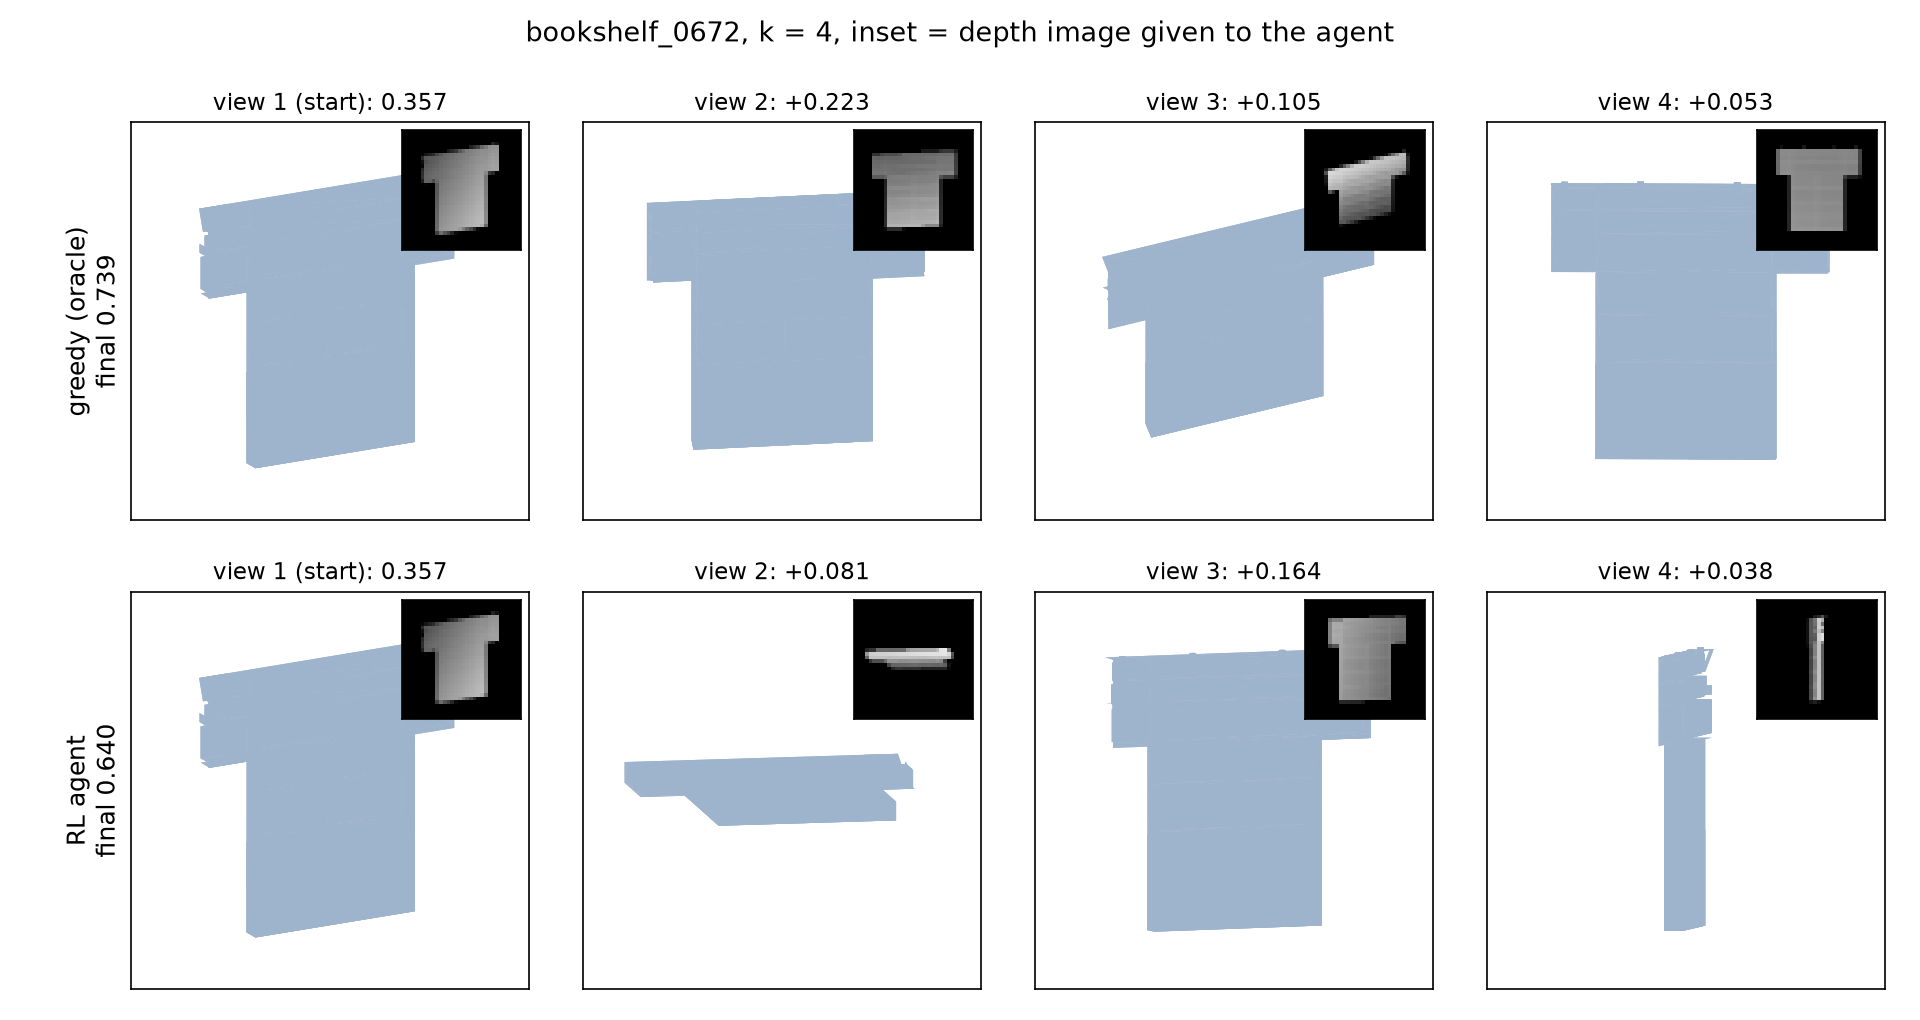 bookshelf_0672, k = 4, inset = depth image given to the agent
view 1 (start): 0.357
view 2: +0.223
view 3: +0.105
view 4: +0.053
greedy (oracle)
final 0.739
view 1 (start): 0.357
view 2: +0.081
view 3: +0.164
view 4: +0.038
RL agent
final 0.640